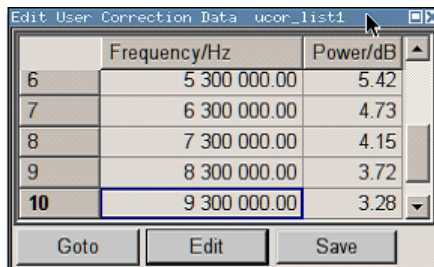 Edit User Correction Data ucor_list1
Frequency/Hz Power/dB
6 5 300 000.00 5.42
7 6 300 000.00 4.73
8 7 300 000.00 4.15
9 8 300 000.00 3.72
10 9 300 000.00 3.28
Goto Edit Save